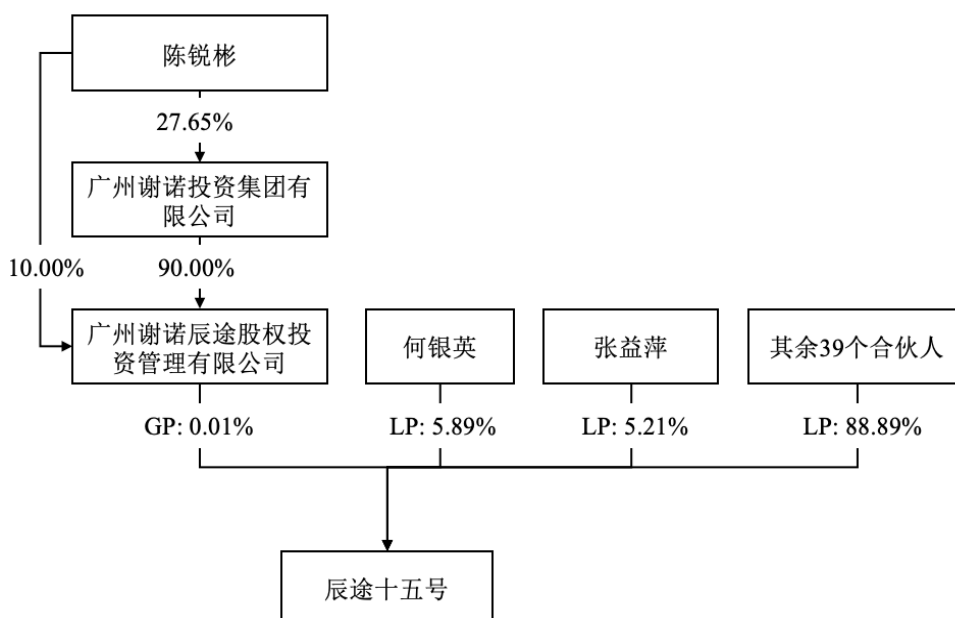 陈锐彬
27.65%
广州谢诺投资集团有
限公司
10.00%
90.00%
广州谢诺辰途股权投
资管理有限公司
何银英
张益萍
其余39个合伙人
GP: 0.01%
LP: 5.89%
LP: 5.21%
LP: 88.89%
辰途十五号